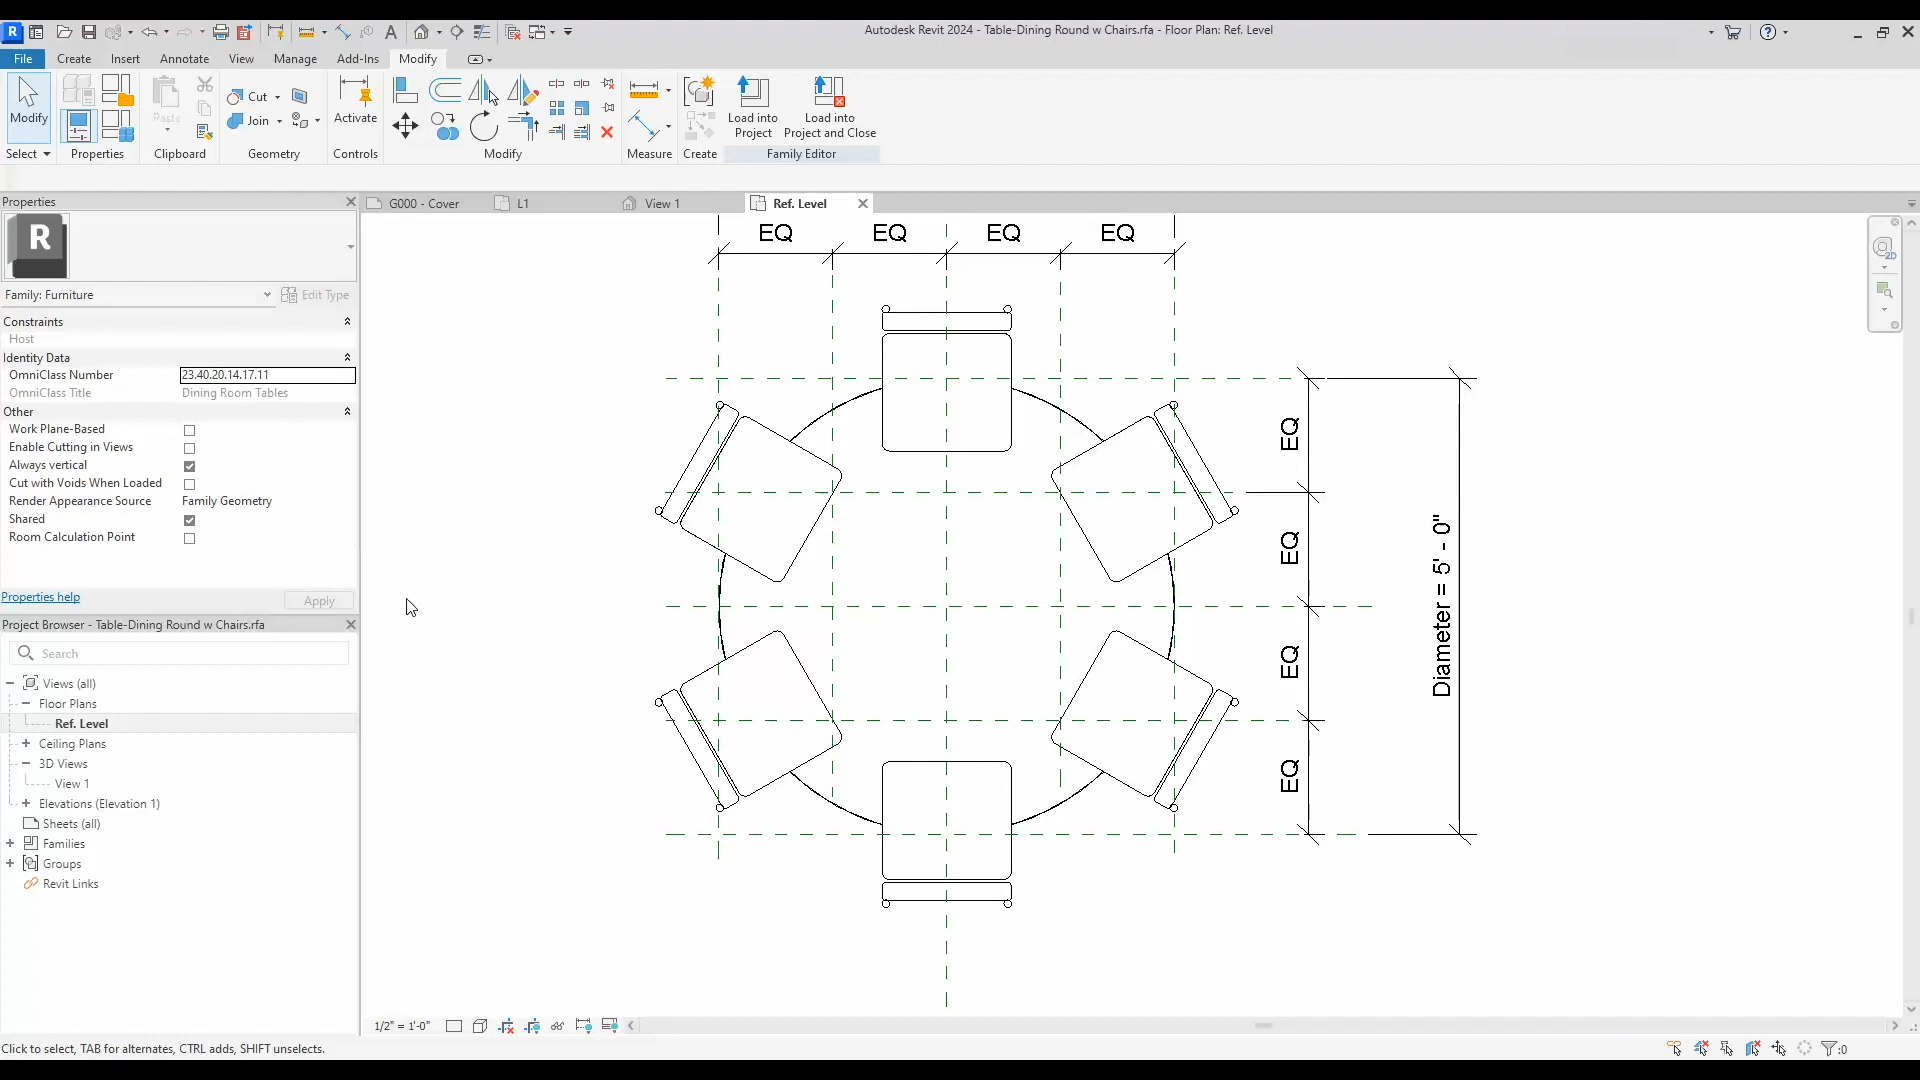 R
Autodesk Revit 2024 - Table-Dining Round w Chairs.rfa - Floor Plan: Ref. Level
File Create Insert Annotate View Manage Add-Ins Modify
Modify Paste Cut Join Activate Load into Project Load into Project and Close
Select Properties Clipboard Geometry Controls Modify Measure Create Family Editor
Properties
G000 - Cover L1 View 1 Ref. Level
R
2D
Family: Furniture Edit Type
Constraints
Host
Identity Data
OmniClass Number 23.40.20.14.17.11
OmniClass Title Dining Room Tables
Other
Work Plane-Based
Enable Cutting in Views
Always vertical
Cut with Voids When Loaded
Render Appearance Source Family Geometry
Shared
Room Calculation Point
Properties help Apply
Project Browser - Table-Dining Round w Chairs.rfa
Search
Views (all)
Floor Plans
Ref. Level
Ceiling Plans
3D Views
View 1
Elevations (Elevation 1)
Sheets (all)
Families
Groups
Revit Links
EQ EQ EQ EQ
EQ
EQ
EQ
EQ
Diameter = 5' - 0"
1/2" = 1'-0"
Click to select, TAB for alternates, CTRL adds, SHIFT unselects.
:0